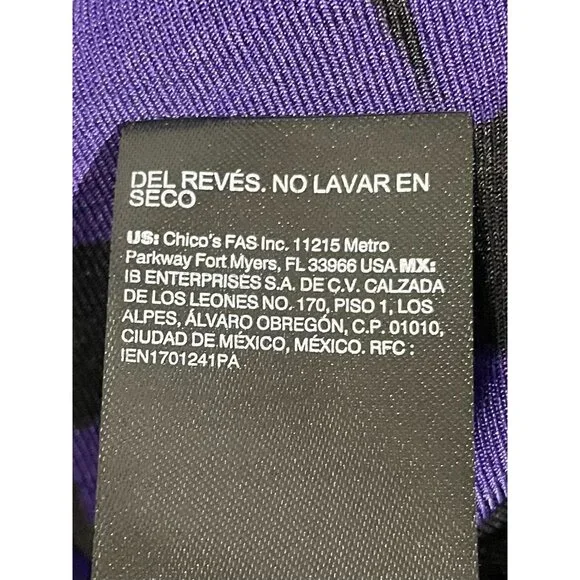 DEL REVÉS. NO LAVAR EN
SECO
US: Chico's FAS Inc. 11215 Metro
Parkway Fort Myers, FL 33966 USA MX:
IB ENTERPRISES S.A. DE C.V. CALZADA
DE LOS LEONES NO. 170, PISO 1, LOS
ALPES, ÁLVARO OBREGÓN, C.P. 01010,
CIUDAD DE MÉXICO, MÉXICO. RFC :
IEN1701241PA